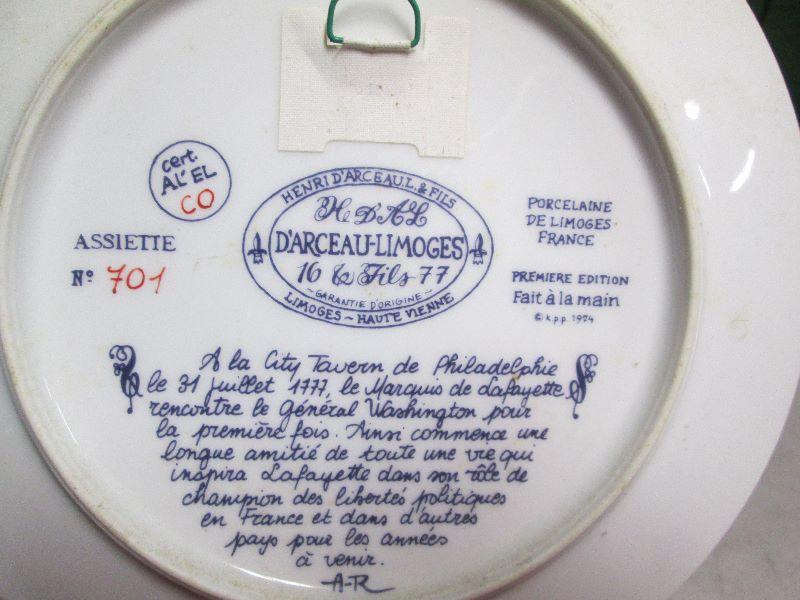 cert.
AL' EL
CO
ASSIETTE
Nº 701
HENRI D'ARCEAU L. & FILS
H. D'AL
D'ARCEAU-LIMOGES
16 & Fils 77
~GARANTIE D'ORIGINE~
LIMOGES ~ HAUTE VIENNE
PORCELAINE
DE LIMOGES
FRANCE
PREMIERE EDITION
Fait à la main
© k.p.p. 1974
A la City Tavern de Philadelphie
le 31 juillet 1777, le Marquis de Lafayette
rencontre le Général Washington pour
la première fois. Ainsi commence une
longue amitié de toute une vie qui
inspira Lafayette dans son rôle de
champion des libertés politiques
en France et dans d'autres
pays pour les années
à venir.
A-R